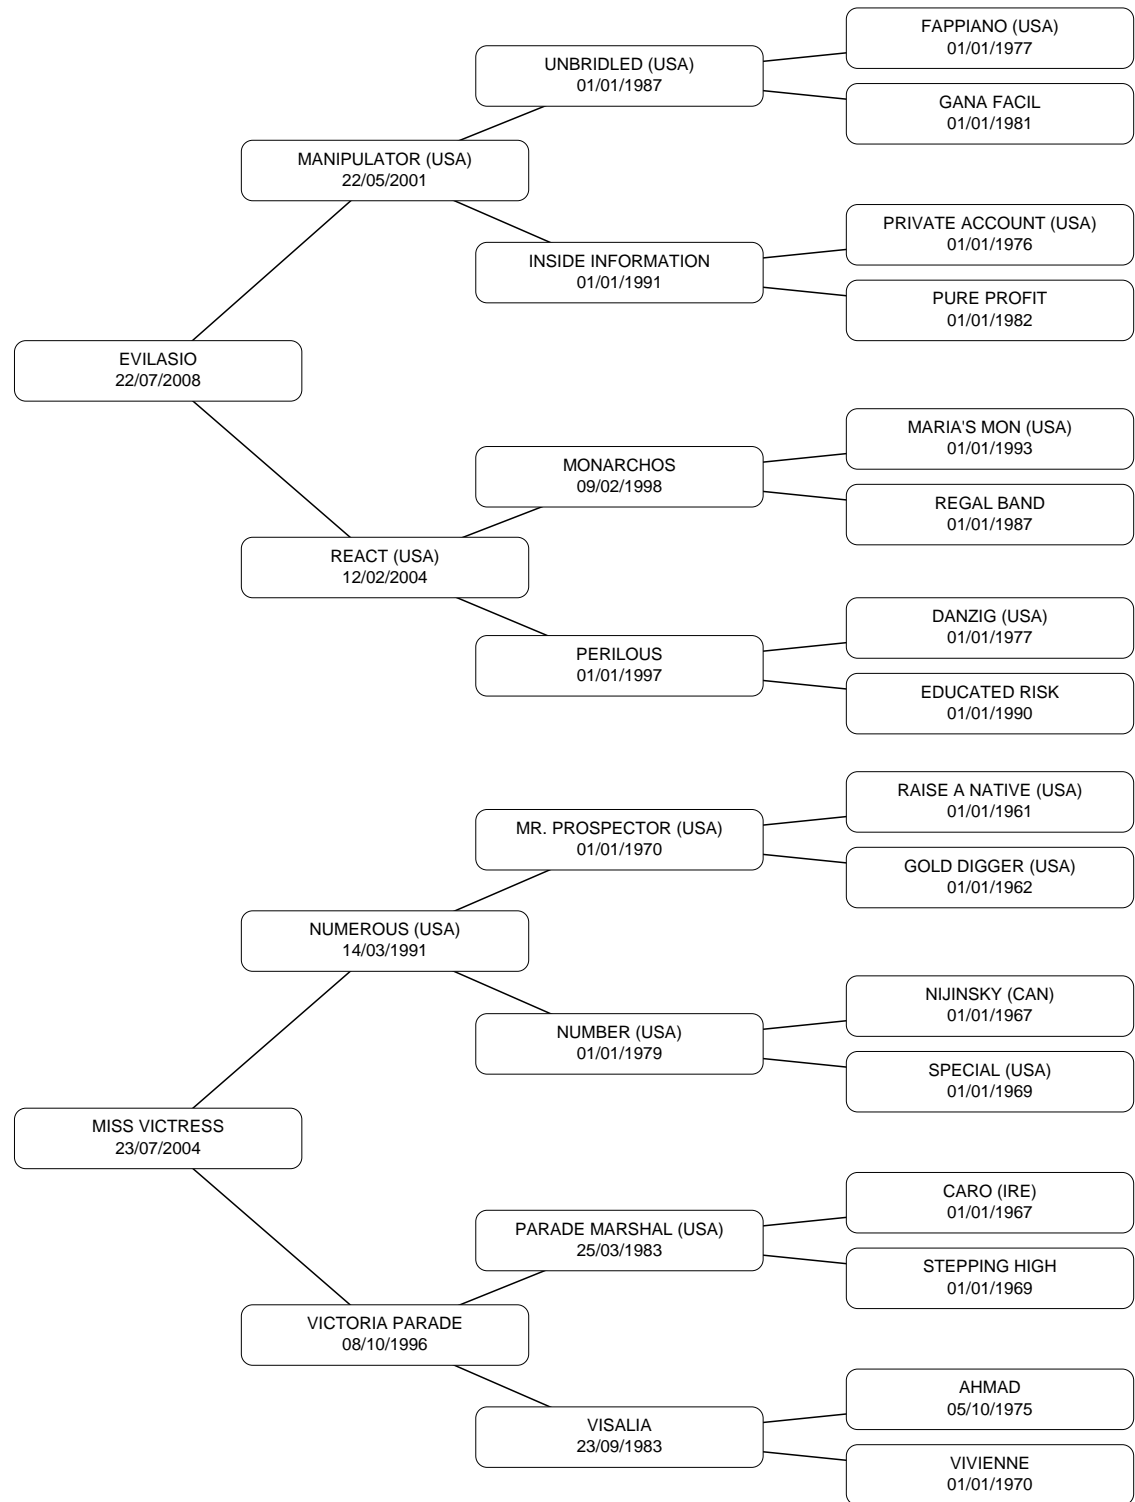 FAPPIANO (USA)
01/01/1977
UNBRIDLED (USA)
01/01/1987
GANA FACIL
01/01/1981
MANIPULATOR (USA)
22/05/2001
PRIVATE ACCOUNT (USA)
01/01/1976
INSIDE INFORMATION
01/01/1991
PURE PROFIT
01/01/1982
EVILASIO
22/07/2008
MARIA'S MON (USA)
01/01/1993
MONARCHOS
09/02/1998
REGAL BAND
01/01/1987
REACT (USA)
12/02/2004
DANZIG (USA)
01/01/1977
PERILOUS
01/01/1997
EDUCATED RISK
01/01/1990
RAISE A NATIVE (USA)
01/01/1961
MR. PROSPECTOR (USA)
01/01/1970
GOLD DIGGER (USA)
01/01/1962
NUMEROUS (USA)
14/03/1991
NIJINSKY (CAN)
01/01/1967
NUMBER (USA)
01/01/1979
SPECIAL (USA)
01/01/1969
MISS VICTRESS
23/07/2004
CARO (IRE)
01/01/1967
PARADE MARSHAL (USA)
25/03/1983
STEPPING HIGH
01/01/1969
VICTORIA PARADE
08/10/1996
AHMAD
05/10/1975
VISALIA
23/09/1983
VIVIENNE
01/01/1970